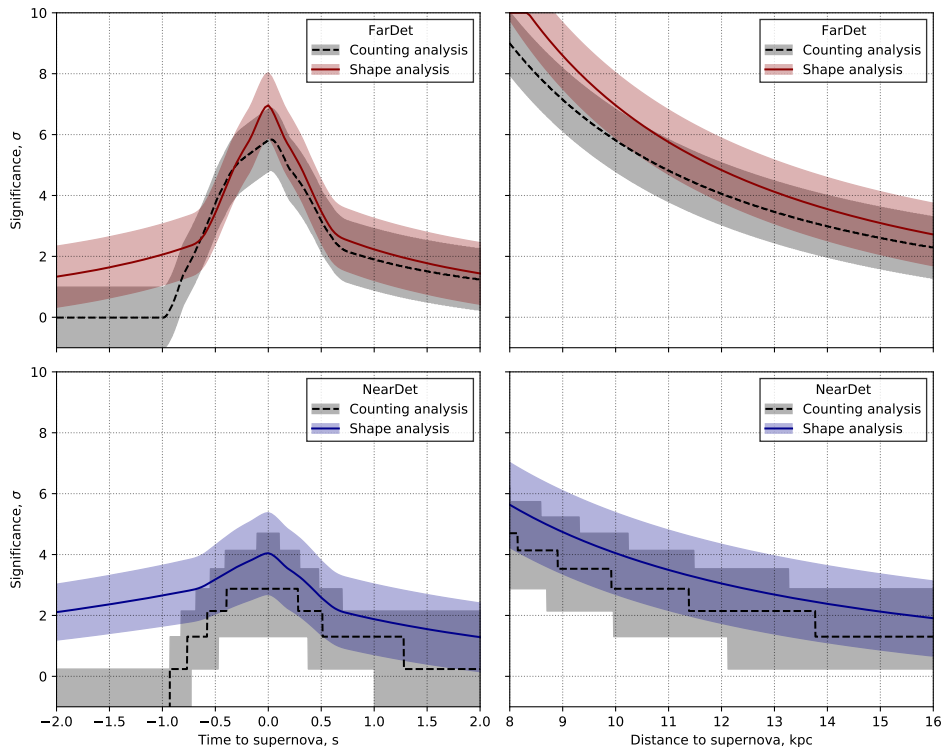 10
8
6
4
2
0
Significance, σ
FarDet
Counting analysis
Shape analysis
FarDet
Counting analysis
Shape analysis
10
8
6
4
2
0
Significance, σ
NearDet
Counting analysis
Shape analysis
NearDet
Counting analysis
Shape analysis
−2.0 −1.5 −1.0 −0.5 0.0 0.5 1.0 1.5 2.0
Time to supernova, s
8 9 10 11 12 13 14 15 16
Distance to supernova, kpc